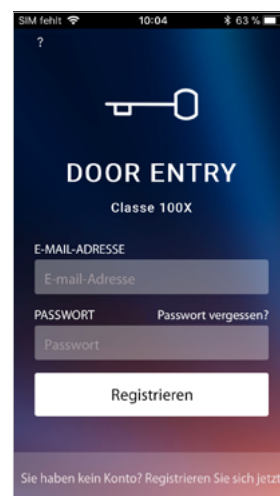 SIM fehlt 10:04 63 %
?
DOOR ENTRY
Classe 100X
E-MAIL-ADRESSE
E-mail-Adresse
PASSWORT Passwort vergessen?
Passwort
Registrieren
Sie haben kein Konto? Registrieren Sie sich jetzt